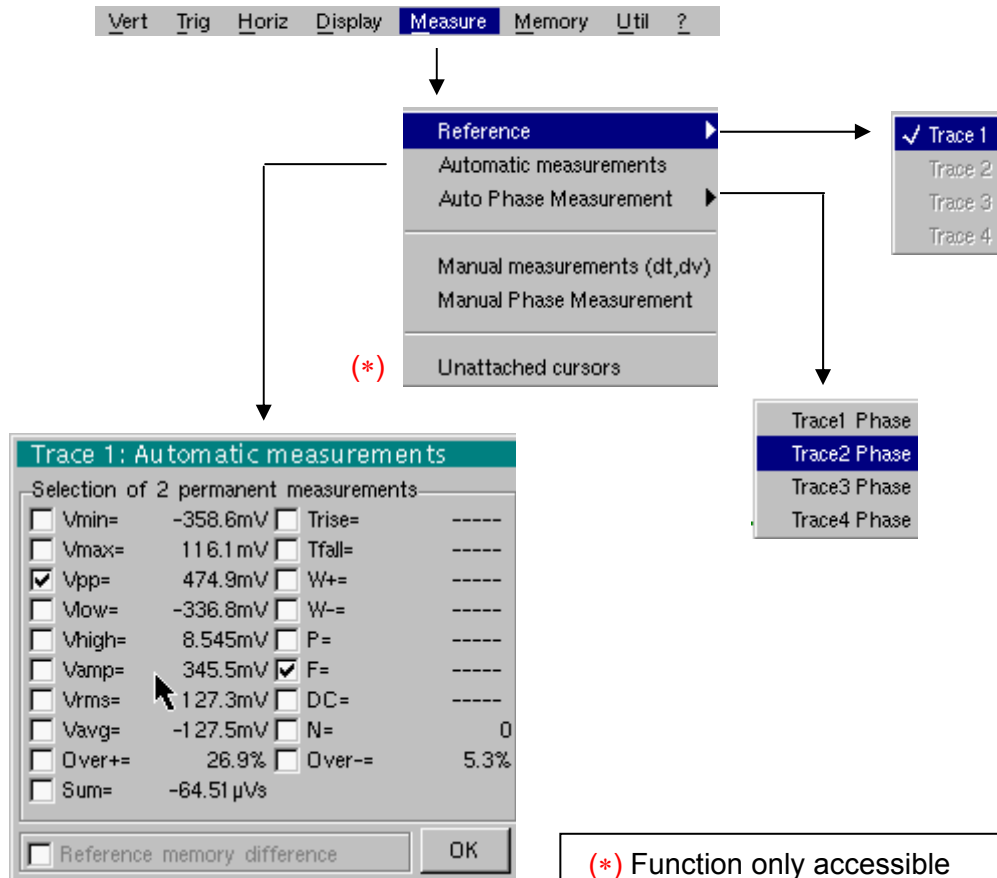 Vert Trig Horiz Display Measure Memory Util ?
Reference
Automatic measurements
Auto Phase Measurement
Manual measurements (dt,dv)
Manual Phase Measurement
(*) Unattached cursors
✓ Trace 1
Trace 2
Trace 3
Trace 4
Trace1 Phase
Trace2 Phase
Trace3 Phase
Trace4 Phase
Trace 1: Automatic measurements
Selection of 2 permanent measurements
Vmin= -358.6mV Trise= -----
Vmax= 116.1mV Tfall= -----
Vpp= 474.9mV W+= -----
Vlow= -336.8mV W-= -----
Vhigh= 8.545mV P= -----
Vamp= 345.5mV F= -----
Vrms= 127.3mV DC= -----
Vavg= -127.5mV N= 0
Over+= 26.9% Over-= 5.3%
Sum= -64.51µVs
Reference memory difference OK
(*) Function only accessible